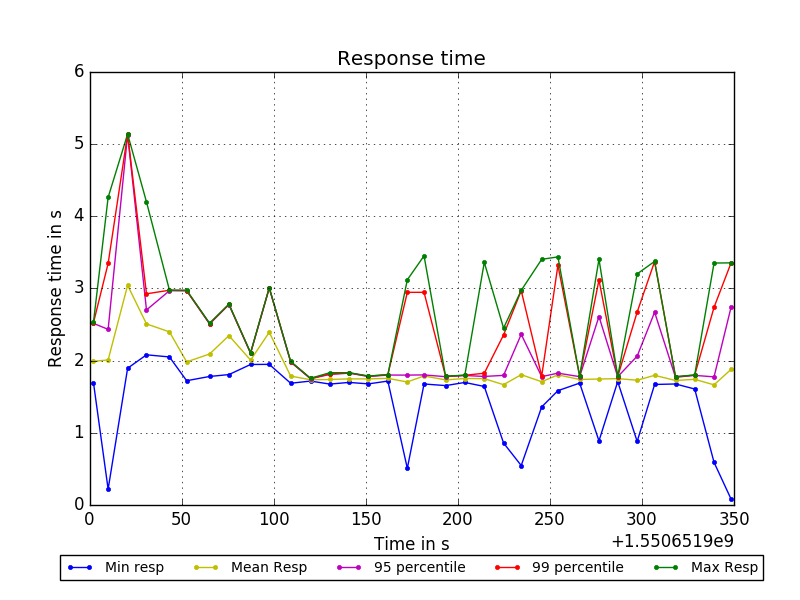 Response time
6
5
4
3
2
1
0
Response time in s
0 50 100 150 200 250 300 350
Time in s
+1.5506519e9
Min resp Mean Resp 95 percentile 99 percentile Max Resp